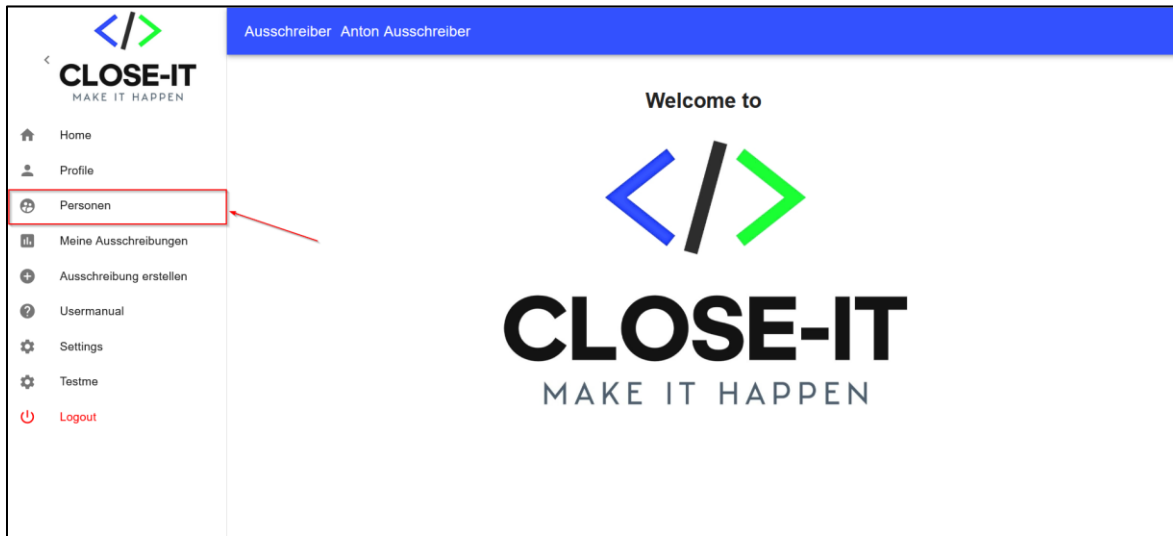 CLOSE-IT
MAKE IT HAPPEN
Home
Profile
Personen
Meine Ausschreibungen
Ausschreibung erstellen
Usermanual
Settings
Testme
Logout
Ausschreiber Anton Ausschreiber
Welcome to
CLOSE-IT
MAKE IT HAPPEN